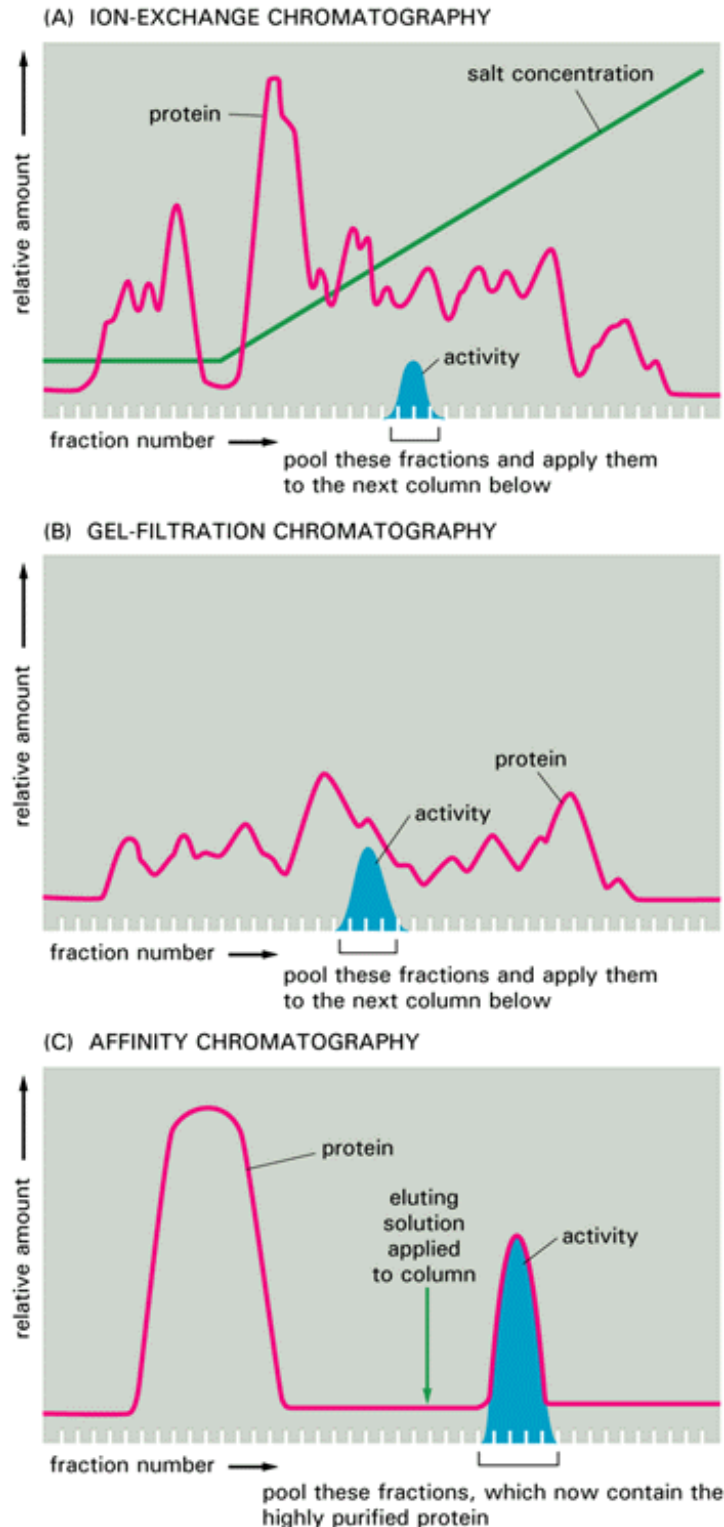 (A) ION-EXCHANGE CHROMATOGRAPHY
salt concentration
protein
relative amount
activity
fraction number
pool these fractions and apply them
to the next column below
(B) GEL-FILTRATION CHROMATOGRAPHY
relative amount
protein
activity
fraction number
pool these fractions and apply them
to the next column below
(C) AFFINITY CHROMATOGRAPHY
relative amount
protein
eluting
solution
applied
to column
activity
fraction number
pool these fractions, which now contain the
highly purified protein